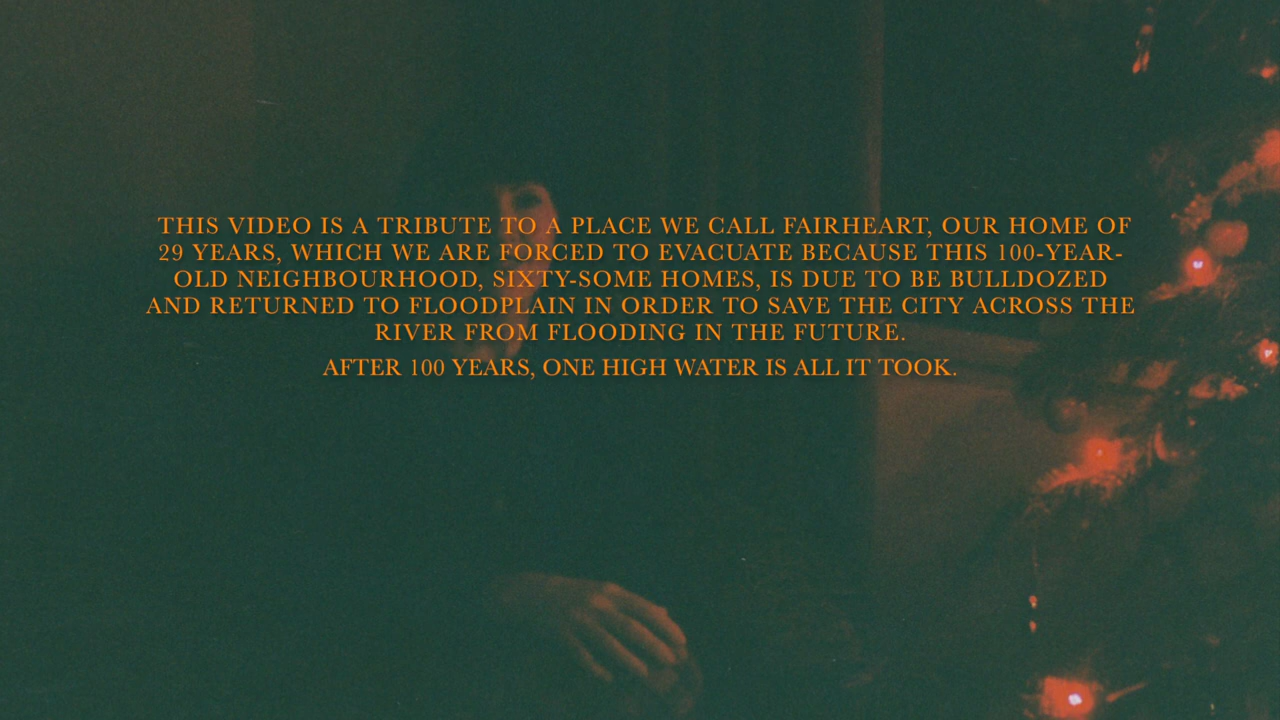 THIS VIDEO IS A TRIBUTE TO A PLACE WE CALL FAIRHEART, OUR HOME OF
29 YEARS, WHICH WE ARE FORCED TO EVACUATE BECAUSE THIS 100-YEAR-
OLD NEIGHBOURHOOD, SIXTY-SOME HOMES, IS DUE TO BE BULLDOZED
AND RETURNED TO FLOODPLAIN IN ORDER TO SAVE THE CITY ACROSS THE
RIVER FROM FLOODING IN THE FUTURE.
AFTER 100 YEARS, ONE HIGH WATER IS ALL IT TOOK.